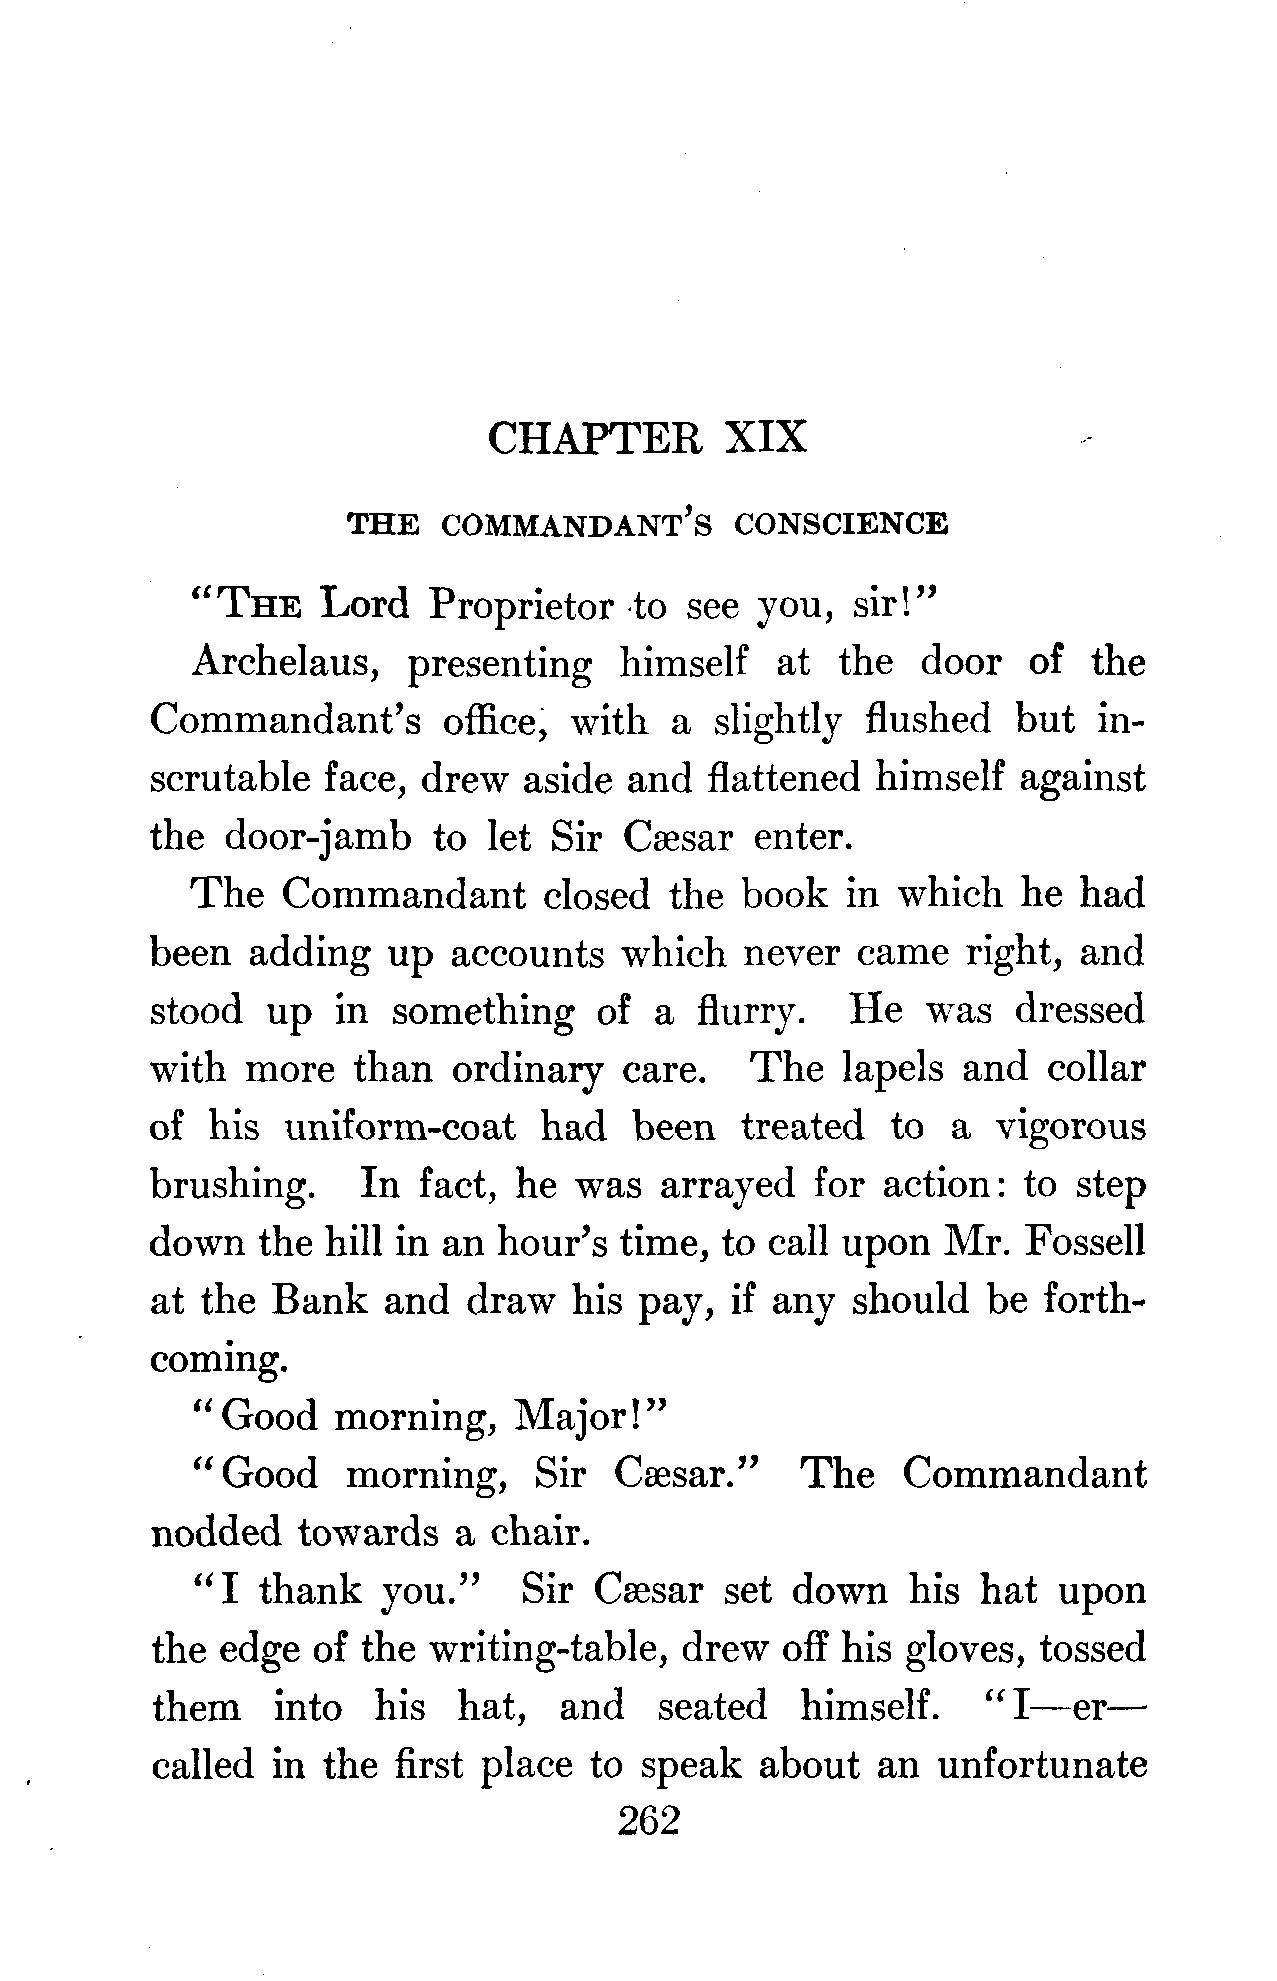 CHAPTER XIX
THE COMMANDANT'S CONSCIENCE
"THE Lord Proprietor to see you, sir!"
Archelaus, presenting himself at the door of the
Commandant's office, with a slightly flushed but in-
scrutable face, drew aside and flattened himself against
the door-jamb to let Sir Cæsar enter.
The Commandant closed the book in which he had
been adding up accounts which never came right, and
stood up in something of a flurry. He was dressed
with more than ordinary care. The lapels and collar
of his uniform-coat had been treated to a vigorous
brushing. In fact, he was arrayed for action: to step
down the hill in an hour's time, to call upon Mr. Fossell
at the Bank and draw his pay, if any should be forth-
coming.
"Good morning, Major!"
"Good morning, Sir Cæsar." The Commandant
nodded towards a chair.
"I thank you." Sir Cæsar set down his hat upon
the edge of the writing-table, drew off his gloves, tossed
them into his hat, and seated himself. "I—er—
called in the first place to speak about an unfortunate
262